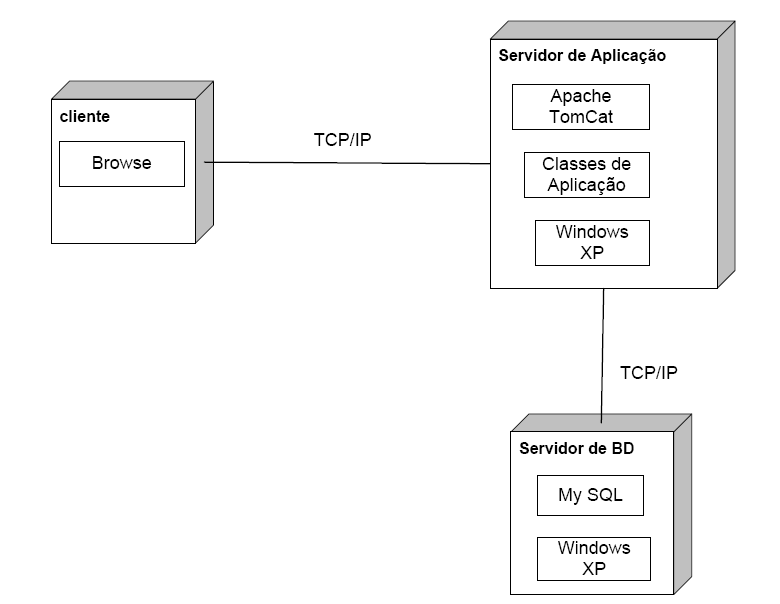 Servidor de Aplicação
Apache
TomCat
cliente
Browse
TCP/IP
Classes de
Aplicação
Windows
XP
TCP/IP
Servidor de BD
My SQL
Windows
XP